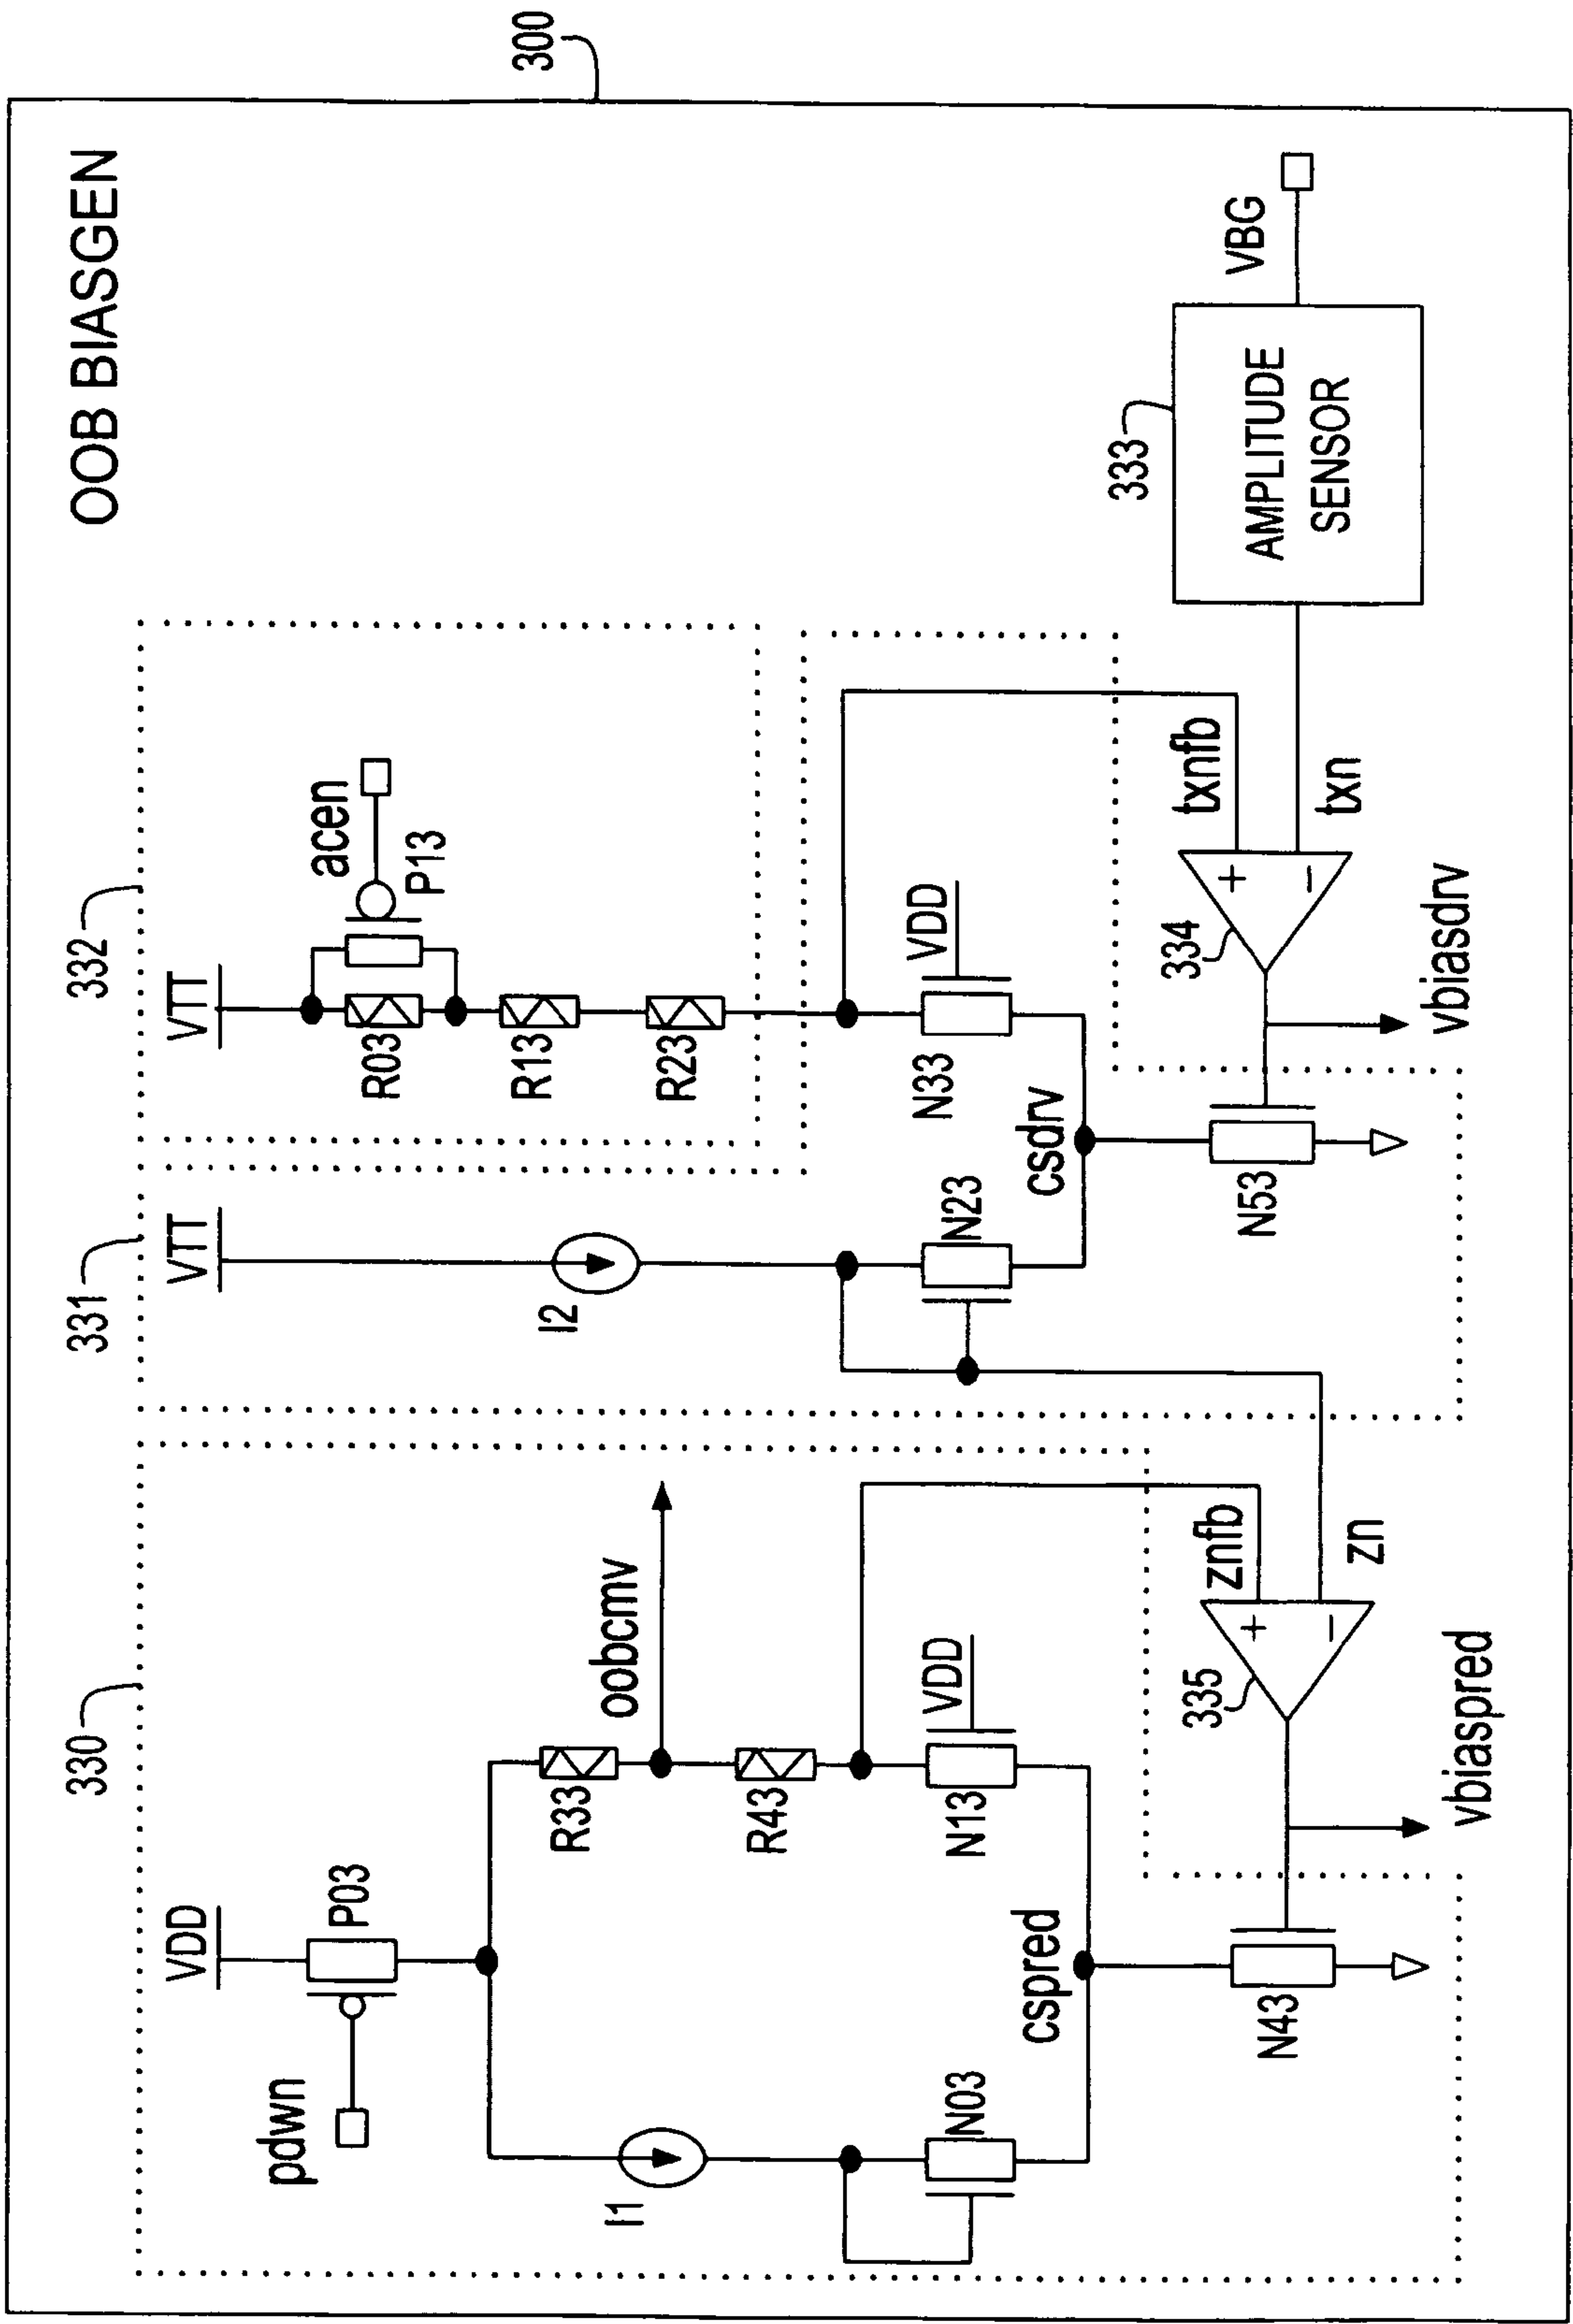 300
OOB BIASGEN
330
331
332
VDD
VTT
VTT
pdwn
P03
acen
P13
R03
R13
R23
I1
R33
oobcmv
R43
I2
N03
N13
VDD
N23
N33
VDD
cspred
csdrv
N43
335
znfb
zn
+
−
vbiaspred
N53
334
txnfb
txn
+
−
vbiasdrv
333
AMPLITUDE
SENSOR
VBG